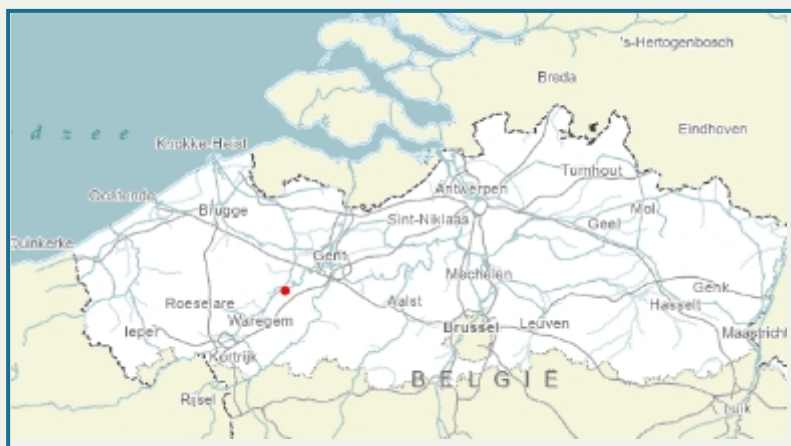 's-Hertogenbosch
Breda
Eindhoven
d z e e
Knokke-Heist
Turnhout
Antwerpen
Oostende
Brugge
Sint-Niklaas
Mol
Geel
Duinkerke
Gent
Mechelen
Genk
Roeselare
Aalst
Hasselt
Waregem
Brussel
Leuven
Ieper
Maastricht
Kortrijk
BELGIË
Rijsel
Luik